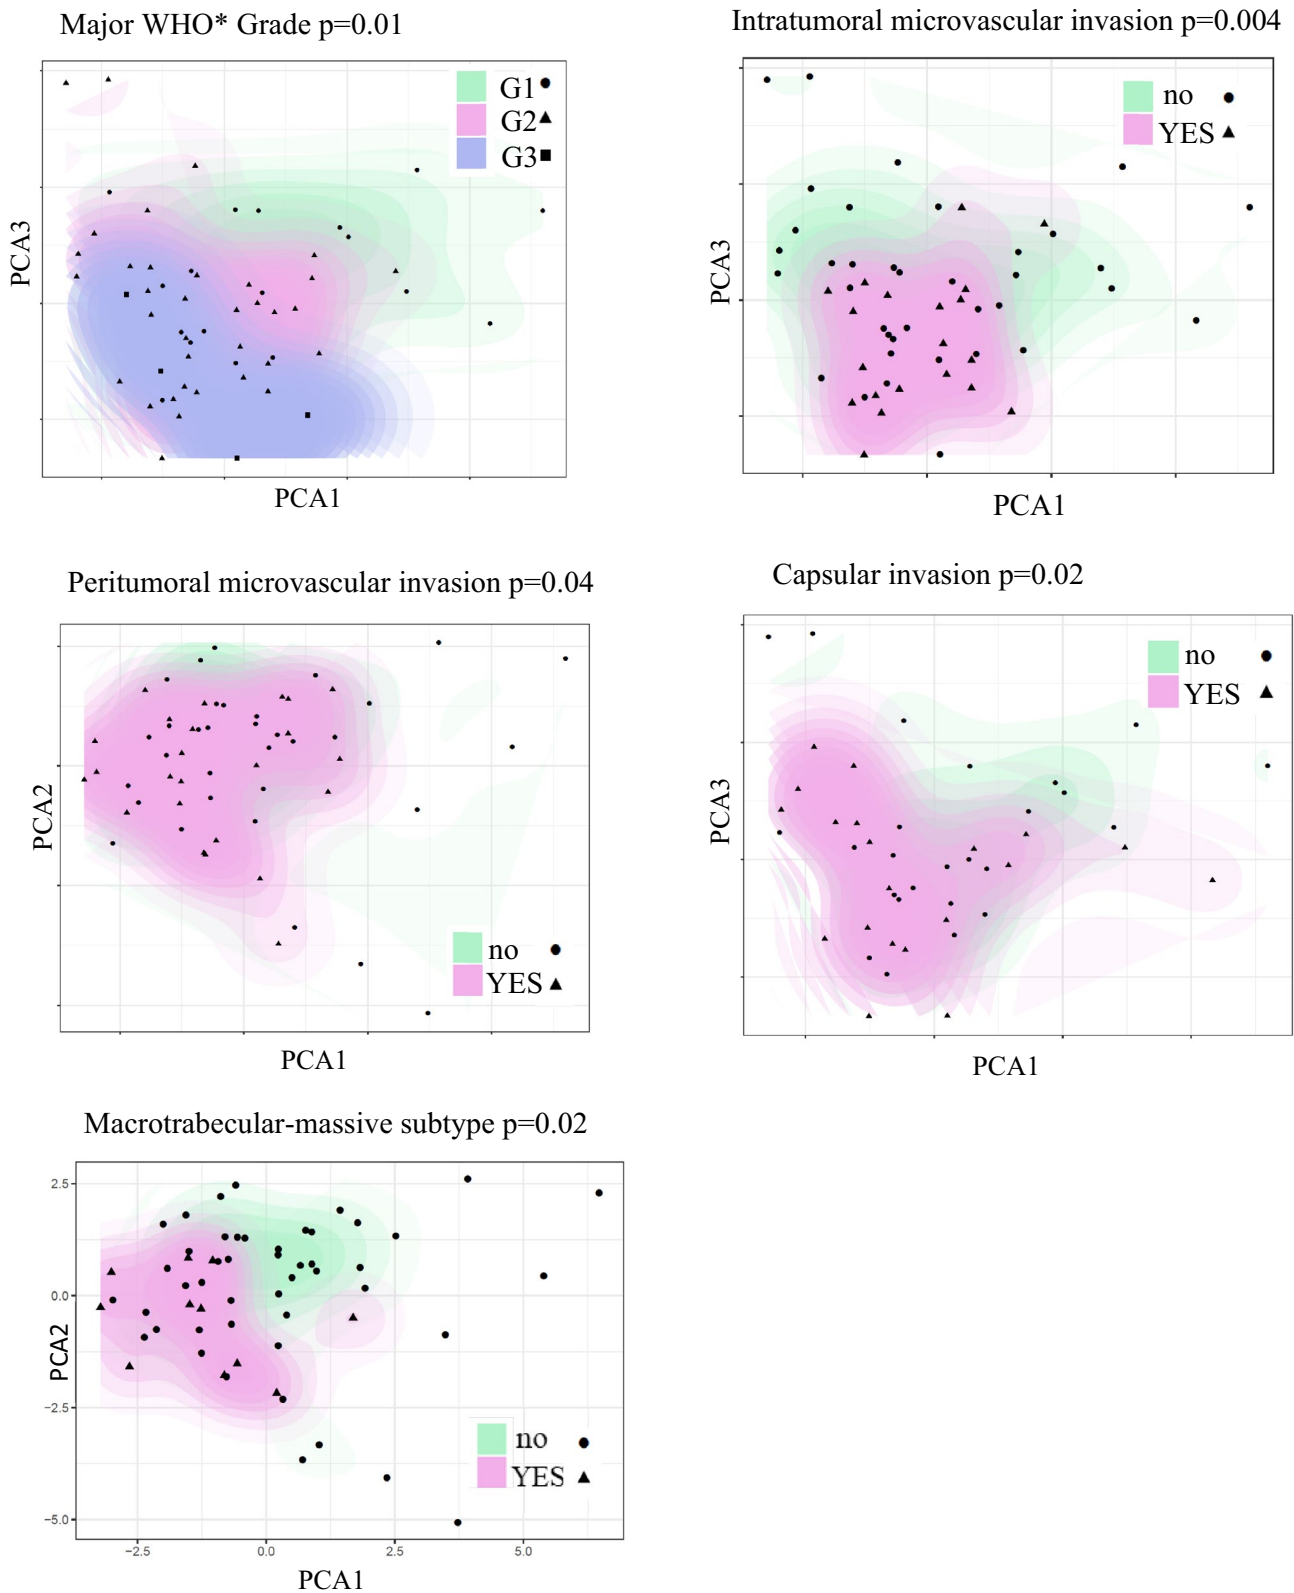 Major WHO* Grade p=0.01
G1
G2
G3
PCA3
PCA1
Intratumoral microvascular invasion p=0.004
no
YES
PCA3
PCA1
Peritumoral microvascular invasion p=0.04
PCA2
no
YES
PCA1
Capsular invasion p=0.02
no
YES
PCA3
PCA1
Macrotrabecular-massive subtype p=0.02
2.5
0.0
PCA2
−2.5
no
YES
−5.0
−2.5 0.0 2.5 5.0
PCA1